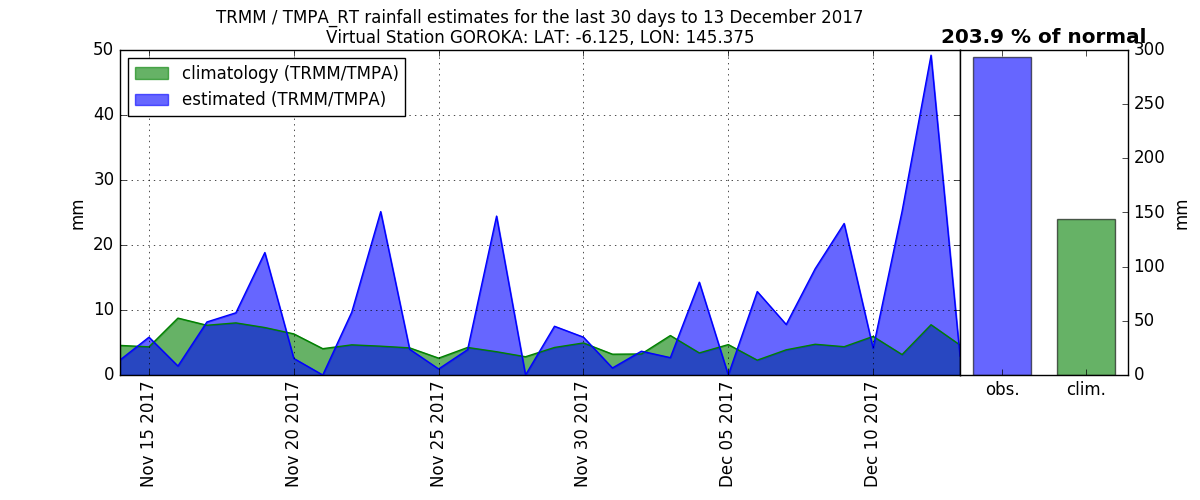 TRMM / TMPA_RT rainfall estimates for the last 30 days to 13 December 2017
Virtual Station GOROKA: LAT: -6.125, LON: 145.375
203.9 % of normal
climatology (TRMM/TMPA)
estimated (TRMM/TMPA)
50
40
30
20
10
0
mm
300
250
200
150
100
50
0
mm
Nov 15 2017
Nov 20 2017
Nov 25 2017
Nov 30 2017
Dec 05 2017
Dec 10 2017
obs.
clim.